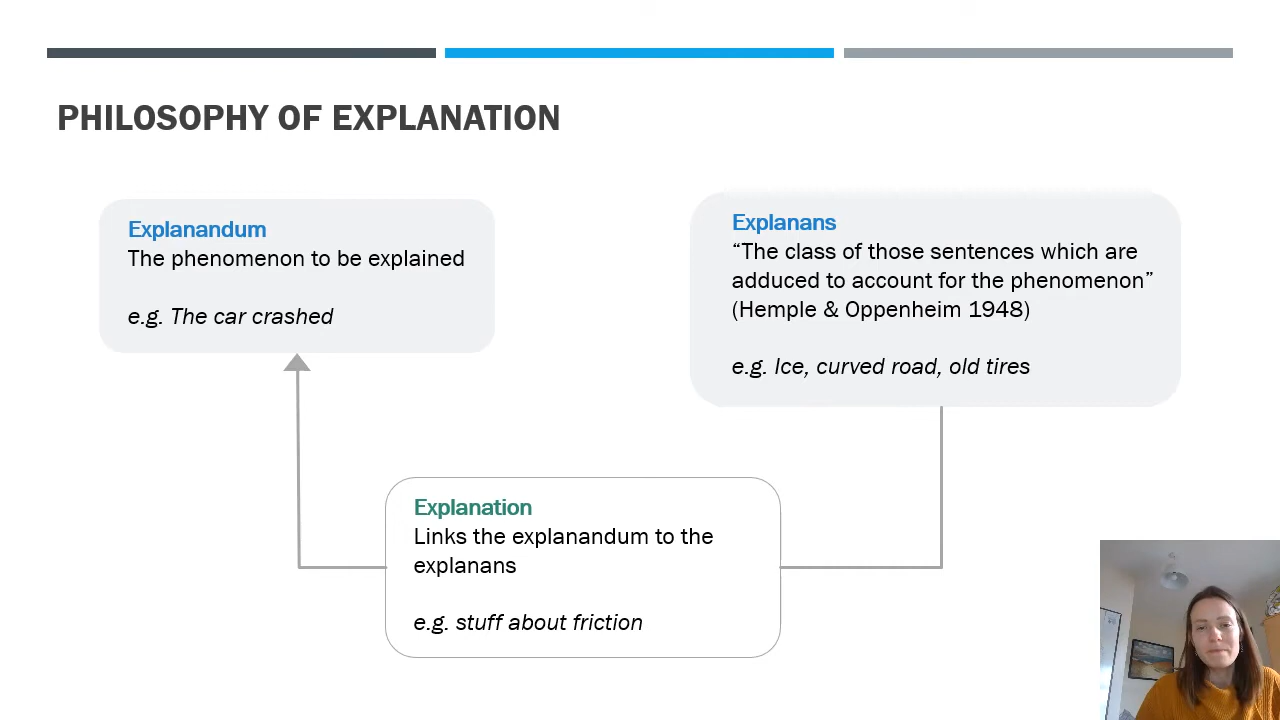 PHILOSOPHY OF EXPLANATION
Explanandum
The phenomenon to be explained
e.g. The car crashed
Explanans
“The class of those sentences which are
adduced to account for the phenomenon”
(Hemple & Oppenheim 1948)
e.g. Ice, curved road, old tires
Explanation
Links the explanandum to the
explanans
e.g. stuff about friction